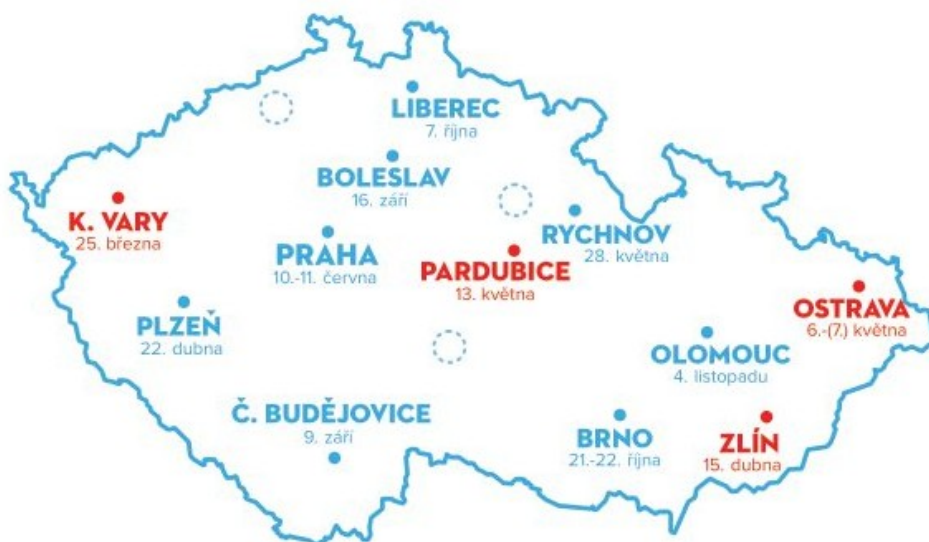 LIBEREC
7. října
BOLESLAV
16. září
K. VARY
25. března
PRAHA
10.-11. června
RYCHNOV
28. května
PARDUBICE
13. května
OSTRAVA
6.-(7.) května
PLZEŇ
22. dubna
OLOMOUC
4. listopadu
Č. BUDĚJOVICE
9. září
BRNO
21.-22. října
ZLÍN
15. dubna